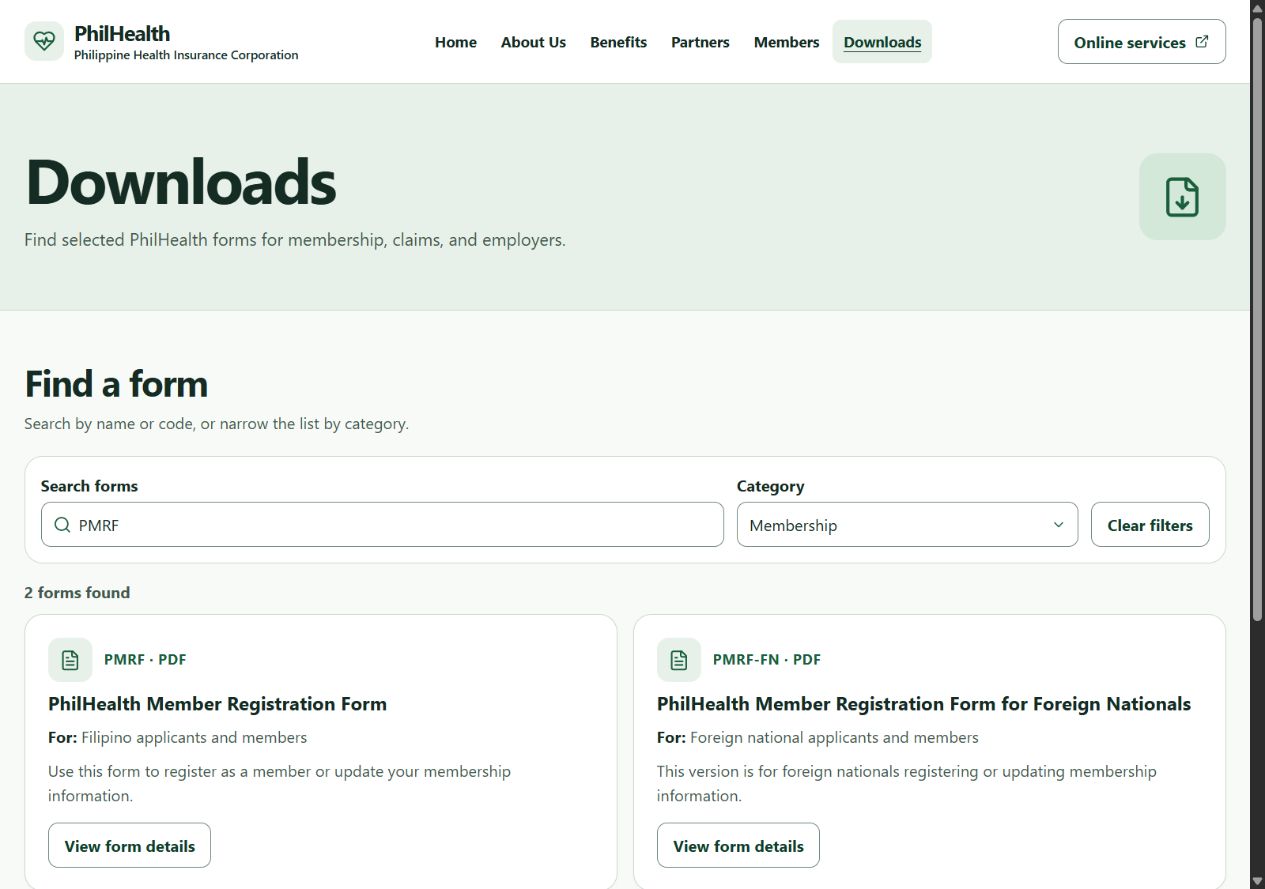 PhilHealth
Philippine Health Insurance Corporation
Home
About Us
Benefits
Partners
Members
Downloads
Online services
Downloads
Find selected PhilHealth forms for membership, claims, and employers.
Find a form
Search by name or code, or narrow the list by category.
Search forms
PMRF
Category
Membership
Clear filters
2 forms found
PMRF · PDF
PhilHealth Member Registration Form
For: Filipino applicants and members
Use this form to register as a member or update your membership
information.
View form details
PMRF-FN · PDF
PhilHealth Member Registration Form for Foreign Nationals
For: Foreign national applicants and members
This version is for foreign nationals registering or updating membership
information.
View form details